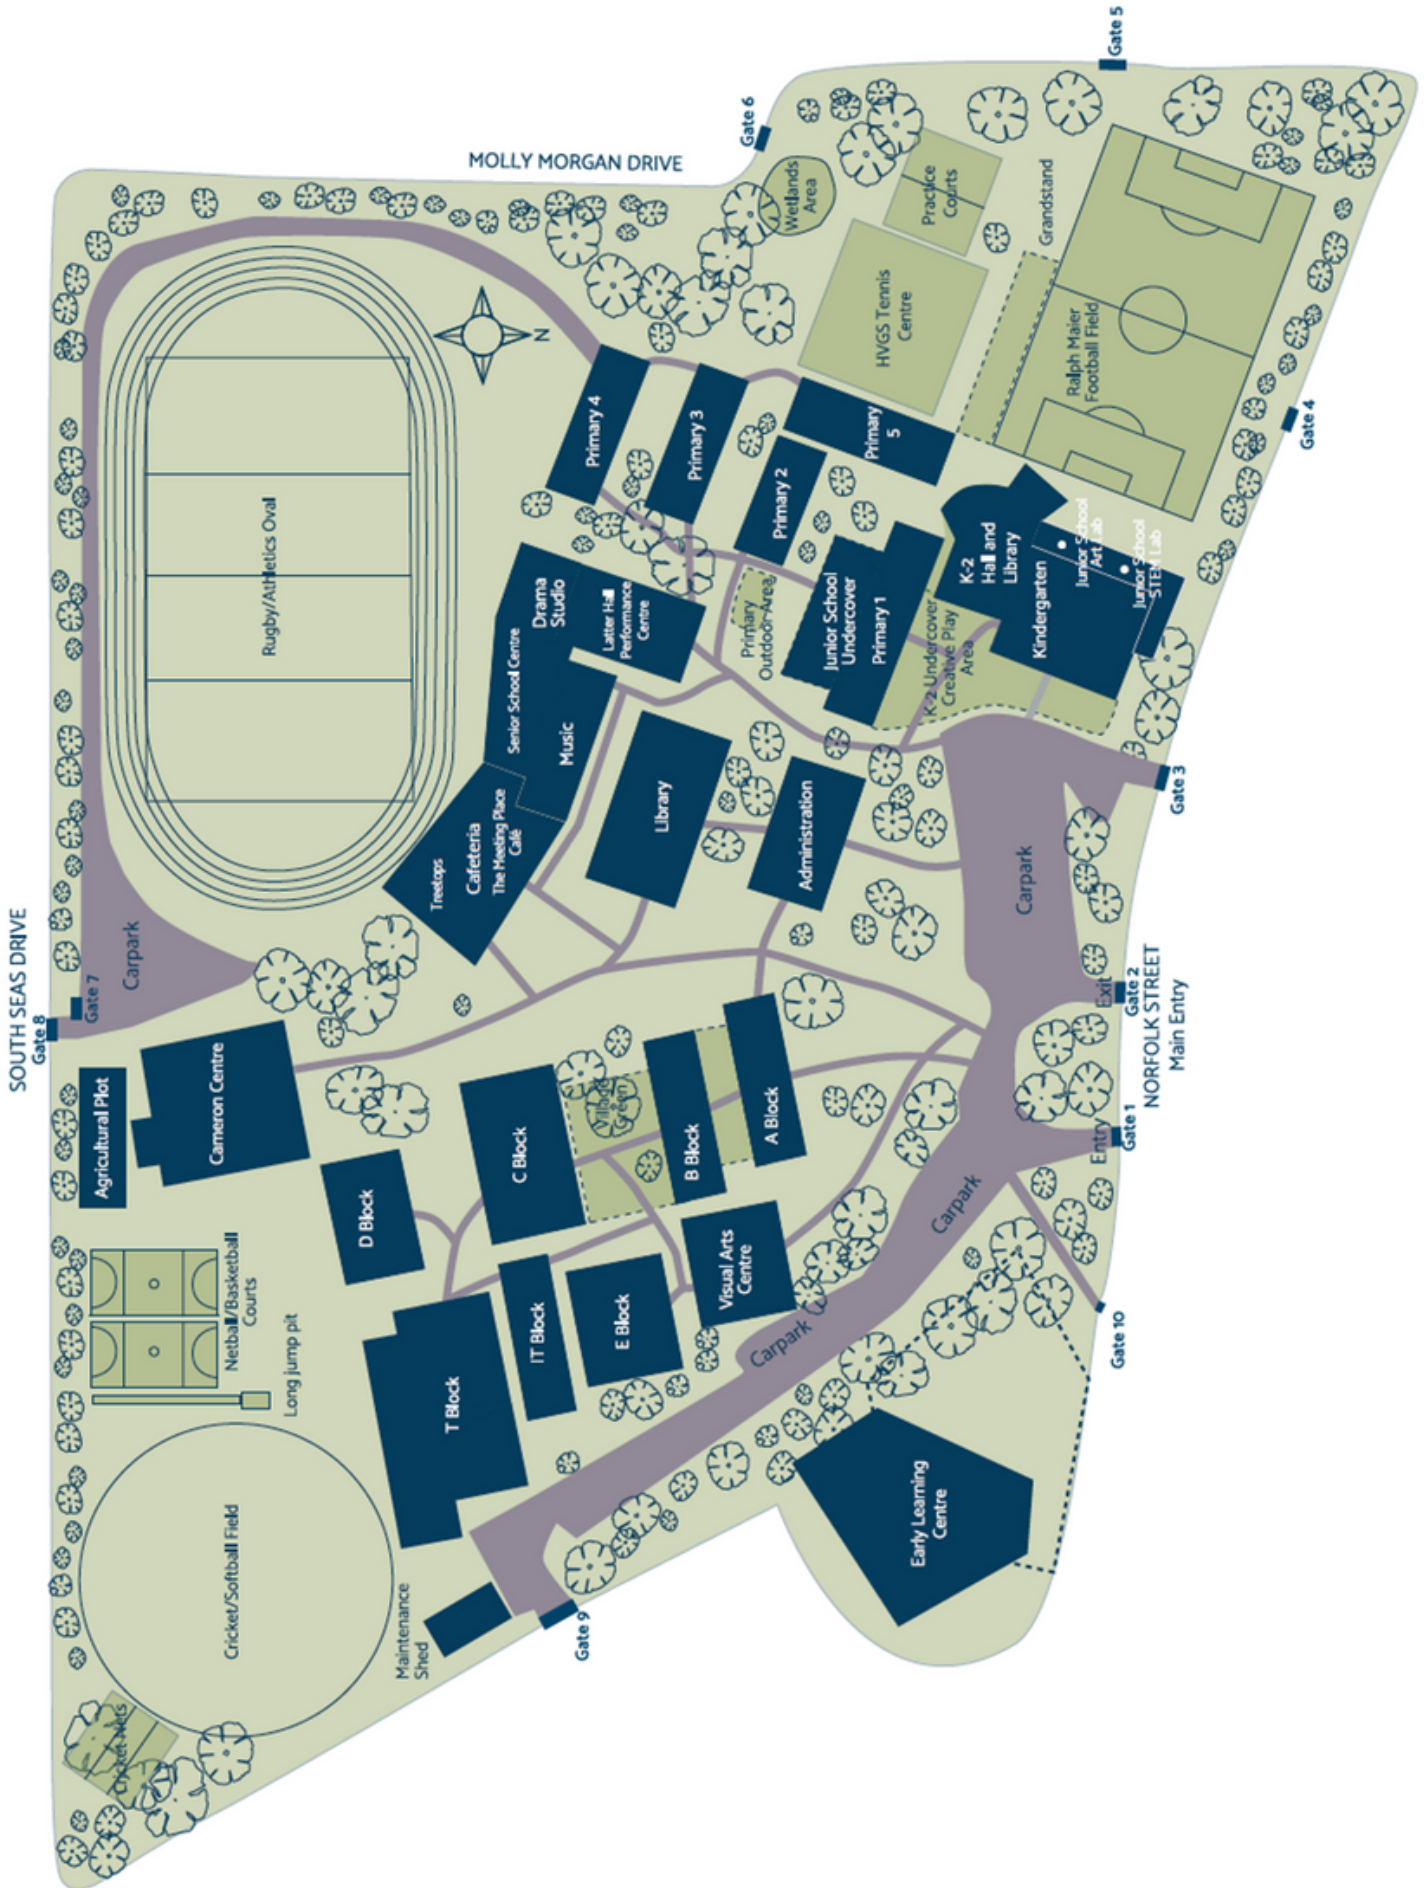 Gate 5
Gate 6
MOLLY MORGAN DRIVE
Wetlands
Area
Practice
Courts
Grandstand
HVGS Tennis
Centre
Ralph Maier
Football Field
N
Gate 4
Primary 4
Primary 3
Primary
5
Primary 2
Rugby/Athletics Oval
Drama
Studio
Latter Hall
Performance
Centre
Senior School Centre
Music
Primary
Outdoor Area
Junior School
Undercover
Primary 1
K-2
Hall and
Library
Kindergarten
Junior School
Art Lab
Junior School
STEM Lab
K-2 Undercover
Creative Play
Area
Gate 3
Library
Administration
Treetops
Cafeteria
The Meeting Place
Café
Carpark
SOUTH SEAS DRIVE
Carpark
Gate 7
Gate 8
Exit
Gate 2
NORFOLK STREET
Main Entry
Entry
Gate 1
Agricultural Plot
Cameron Centre
Village
Green
C Block
B Block
A Block
D Block
Visual Arts
Centre
Carpark
Netball/Basketball
Courts
Long jump pit
IT Block
E Block
Carpark
Gate 10
T Block
Early Learning
Centre
Cricket/Softball Field
Maintenance
Shed
Gate 9
Cricket Nets